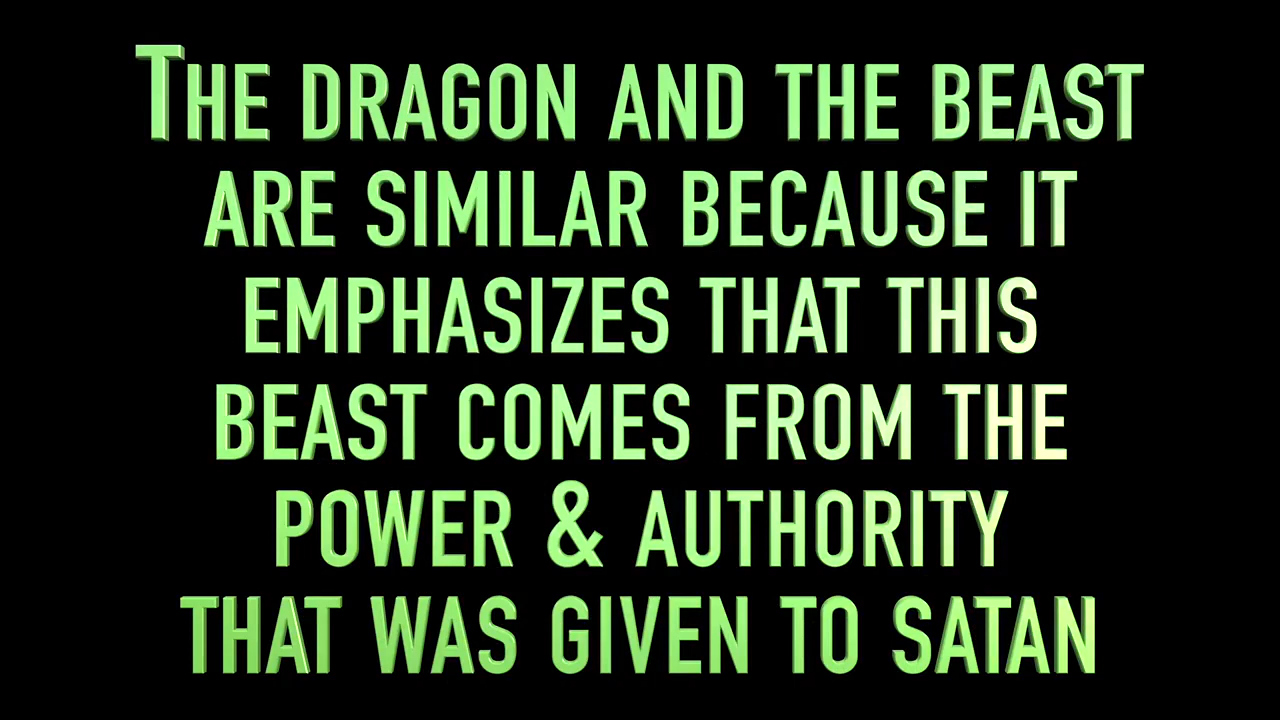 The dragon and the beast
are similar because it
emphasizes that this
beast comes from the
power & authority
that was given to Satan